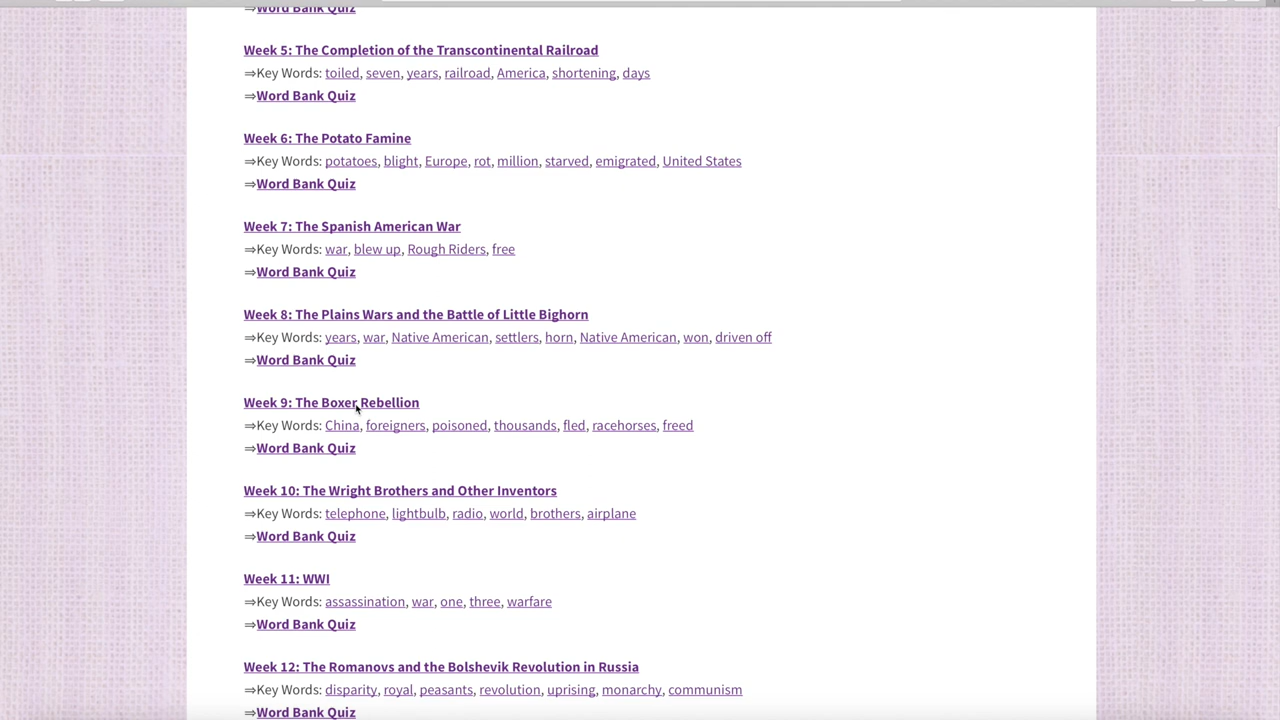 Word Bank Quiz
Week 5: The Completion of the Transcontinental Railroad
⇒Key Words: toiled, seven, years, railroad, America, shortening, days
⇒Word Bank Quiz
Week 6: The Potato Famine
⇒Key Words: potatoes, blight, Europe, rot, million, starved, emigrated, United States
⇒Word Bank Quiz
Week 7: The Spanish American War
⇒Key Words: war, blew up, Rough Riders, free
⇒Word Bank Quiz
Week 8: The Plains Wars and the Battle of Little Bighorn
⇒Key Words: years, war, Native American, settlers, horn, Native American, won, driven off
⇒Word Bank Quiz
Week 9: The Boxer Rebellion
⇒Key Words: China, foreigners, poisoned, thousands, fled, racehorses, freed
⇒Word Bank Quiz
Week 10: The Wright Brothers and Other Inventors
⇒Key Words: telephone, lightbulb, radio, world, brothers, airplane
⇒Word Bank Quiz
Week 11: WWI
⇒Key Words: assassination, war, one, three, warfare
⇒Word Bank Quiz
Week 12: The Romanovs and the Bolshevik Revolution in Russia
⇒Key Words: disparity, royal, peasants, revolution, uprising, monarchy, communism
⇒Word Bank Quiz